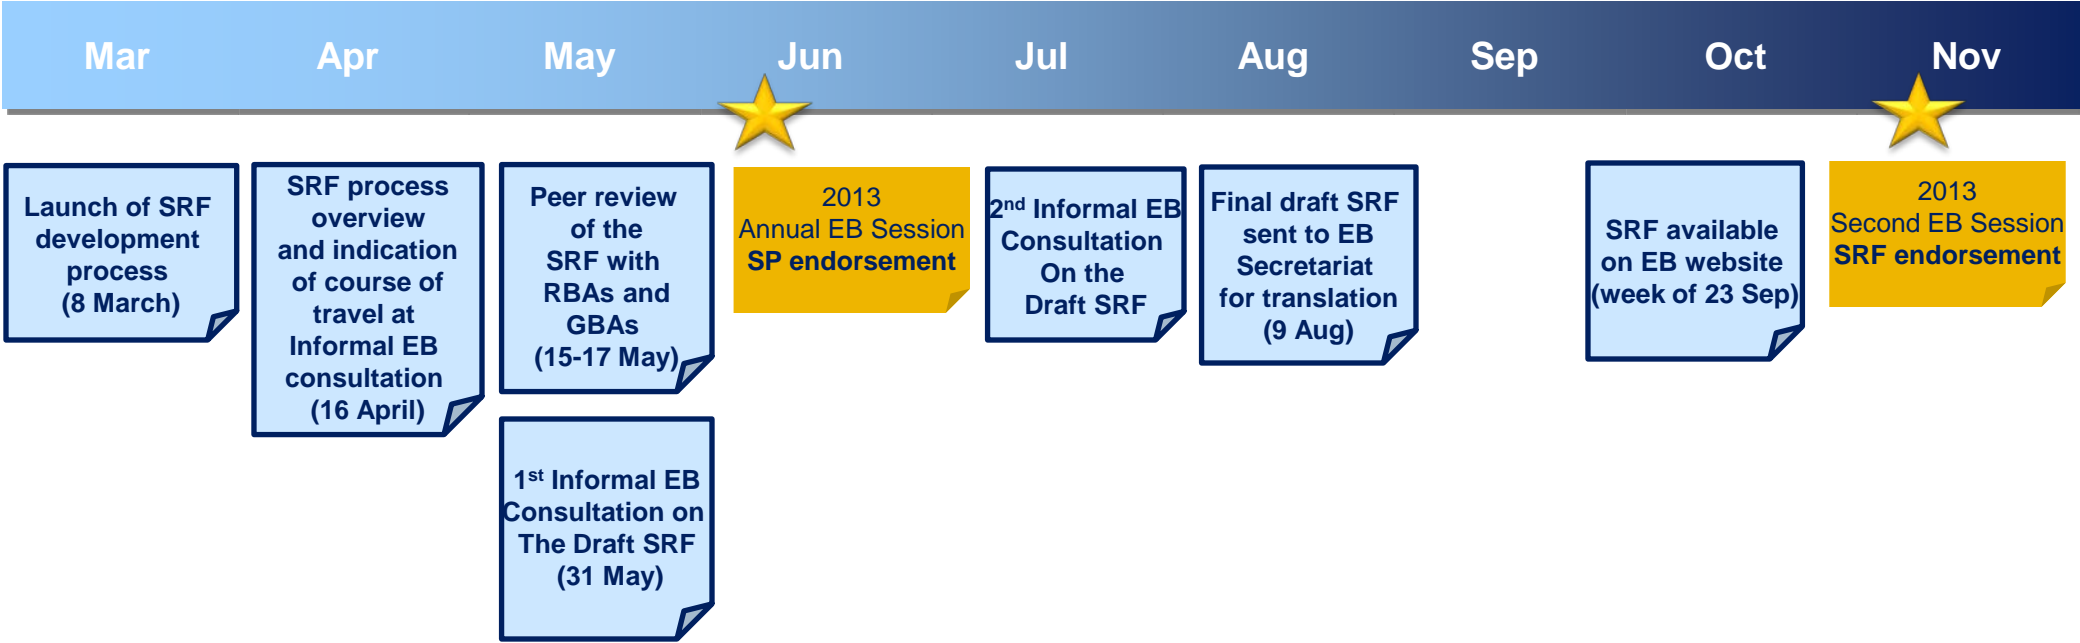 Mar Apr May Jun Jul Aug Sep Oct Nov
Launch of SRF
development
process
(8 March)
SRF process
overview
and indication
of course of
travel at
Informal EB
consultation
(16 April)
Peer review
of the
SRF with
RBAs and
GBAs
(15-17 May)
1st Informal EB
Consultation on
The Draft SRF
(31 May)
2013
Annual EB Session
SP endorsement
2nd Informal EB
Consultation
On the
Draft SRF
Final draft SRF
sent to EB
Secretariat
for translation
(9 Aug)
SRF available
on EB website
(week of 23 Sep)
2013
Second EB Session
SRF endorsement